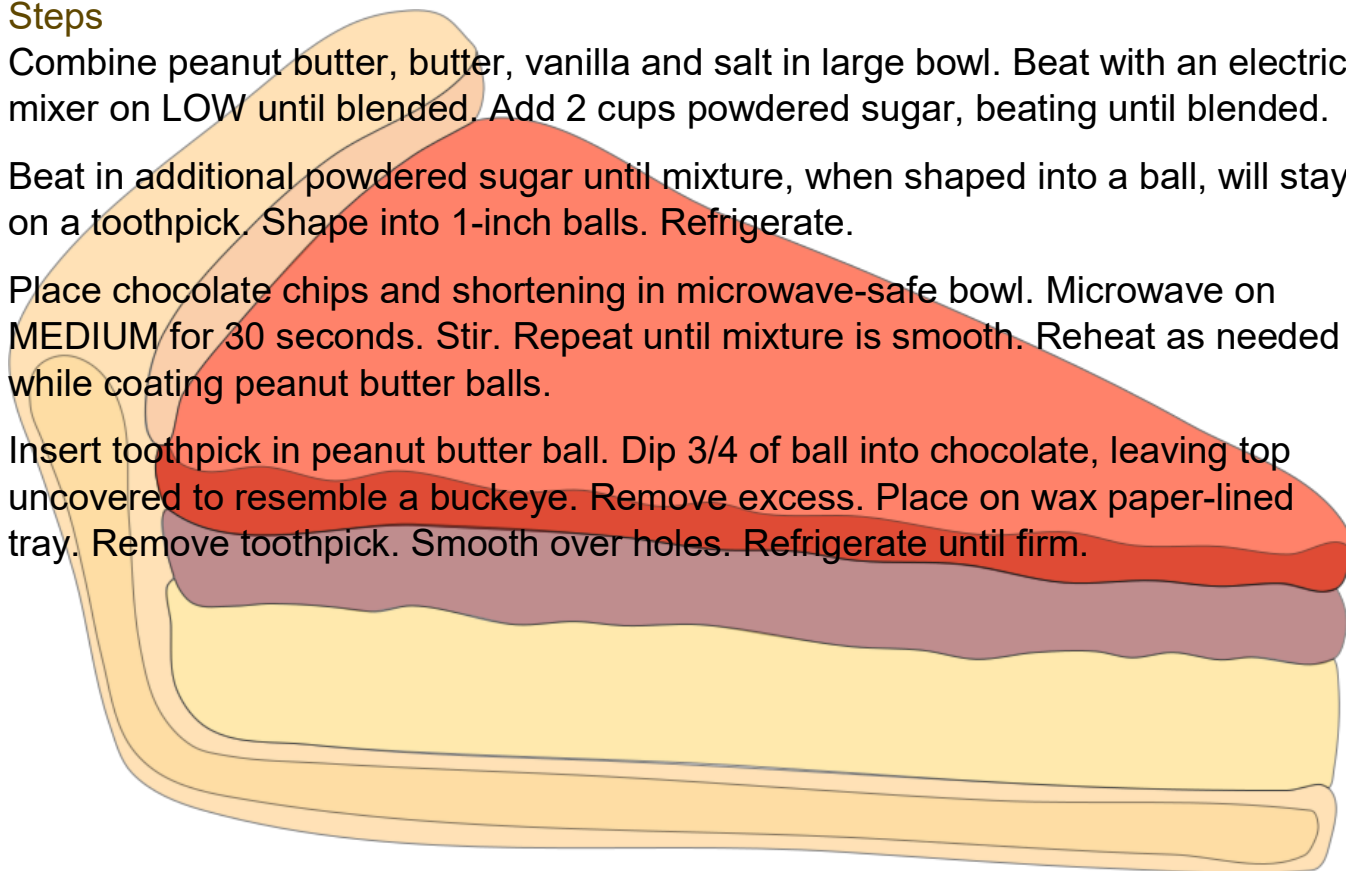 Steps
Combine peanut butter, butter, vanilla and salt in large bowl. Beat with an electric
mixer on LOW until blended. Add 2 cups powdered sugar, beating until blended.
Beat in additional powdered sugar until mixture, when shaped into a ball, will stay
on a toothpick. Shape into 1-inch balls. Refrigerate.
Place chocolate chips and shortening in microwave-safe bowl. Microwave on
MEDIUM for 30 seconds. Stir. Repeat until mixture is smooth. Reheat as needed
while coating peanut butter balls.
Insert toothpick in peanut butter ball. Dip 3/4 of ball into chocolate, leaving top
uncovered to resemble a buckeye. Remove excess. Place on wax paper-lined
tray. Remove toothpick. Smooth over holes. Refrigerate until firm.